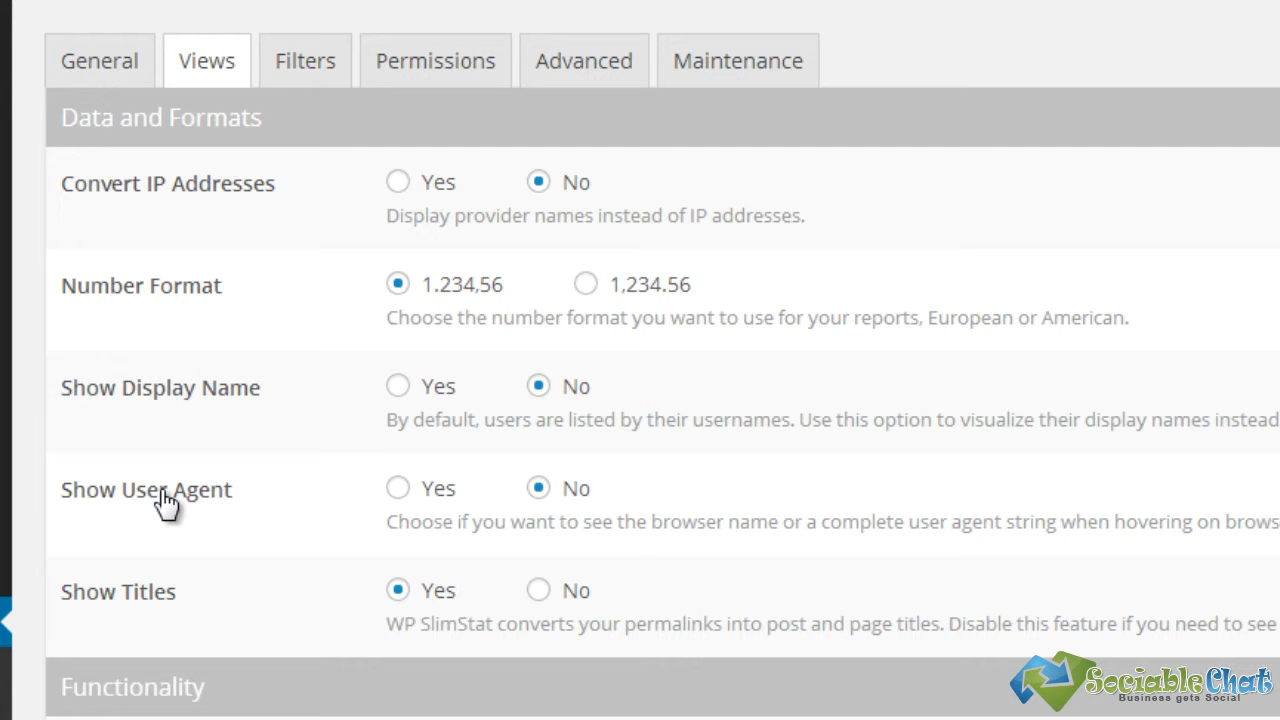 General Views Filters Permissions Advanced Maintenance
Data and Formats
Convert IP Addresses Yes No
Display provider names instead of IP addresses.
Number Format 1.234,56 1,234.56
Choose the number format you want to use for your reports, European or American.
Show Display Name Yes No
By default, users are listed by their usernames. Use this option to visualize their display names instead
Show User Agent Yes No
Choose if you want to see the browser name or a complete user agent string when hovering on brows
Show Titles Yes No
WP SlimStat converts your permalinks into post and page titles. Disable this feature if you need to see
Functionality
SociableChat
Business gets Social